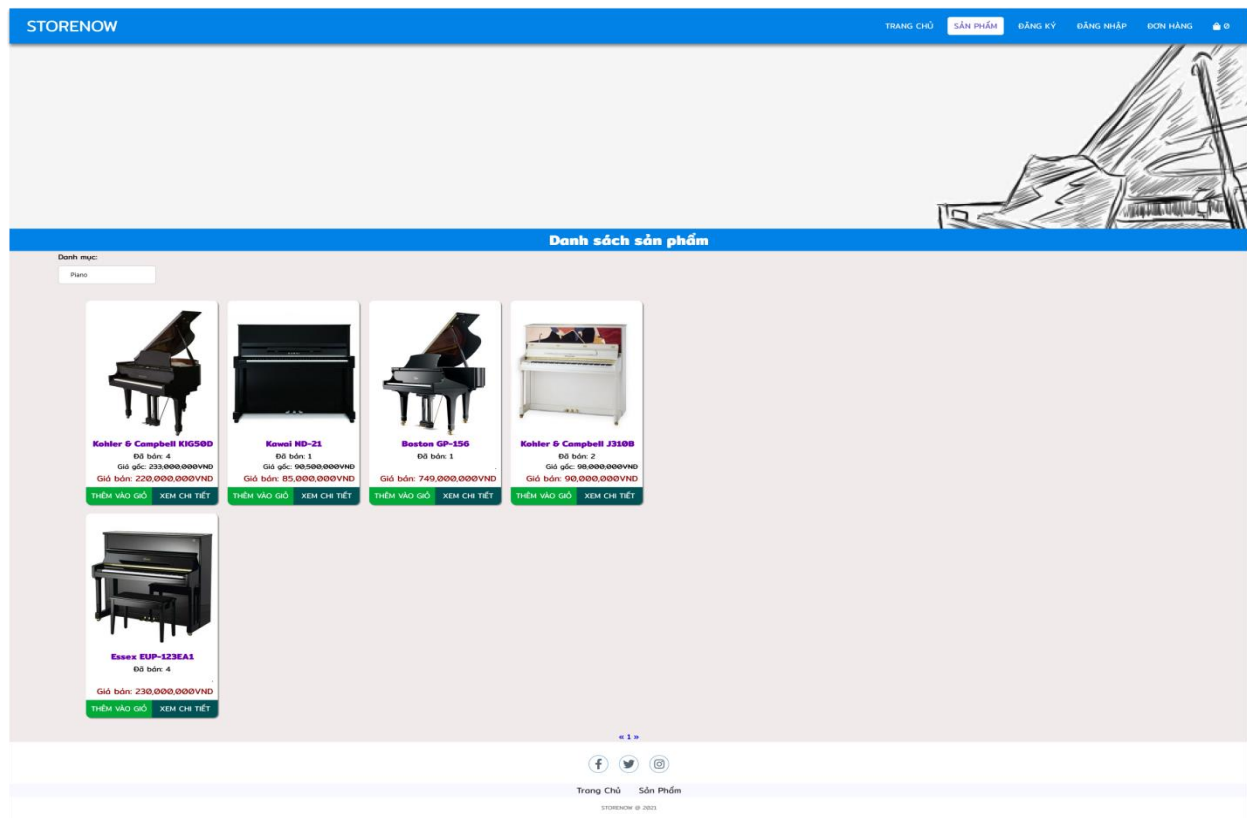 STORENOW
TRANG CHỦ SẢN PHẨM ĐĂNG KÝ ĐĂNG NHẬP ĐƠN HÀNG 0
Danh sách sản phẩm
Danh mục:
Piano
Kohler & Campbell KIG50D
Đã bán: 4
Giá gốc: 233,000,000VND
Giá bán: 220,000,000VND
THÊM VÀO GIỎ XEM CHI TIẾT
Kawai ND-21
Đã bán: 1
Giá gốc: 90,500,000VND
Giá bán: 85,000,000VND
THÊM VÀO GIỎ XEM CHI TIẾT
Boston GP-156
Đã bán: 1
.
Giá bán: 749,000,000VND
THÊM VÀO GIỎ XEM CHI TIẾT
Kohler & Campbell J310B
Đã bán: 2
Giá gốc: 98,000,000VND
Giá bán: 90,000,000VND
THÊM VÀO GIỎ XEM CHI TIẾT
Essex EUP-123EA1
Đã bán: 4
.
Giá bán: 230,000,000VND
THÊM VÀO GIỎ XEM CHI TIẾT
« 1 »
Trang Chủ Sản Phẩm
STORENOW @ 2021